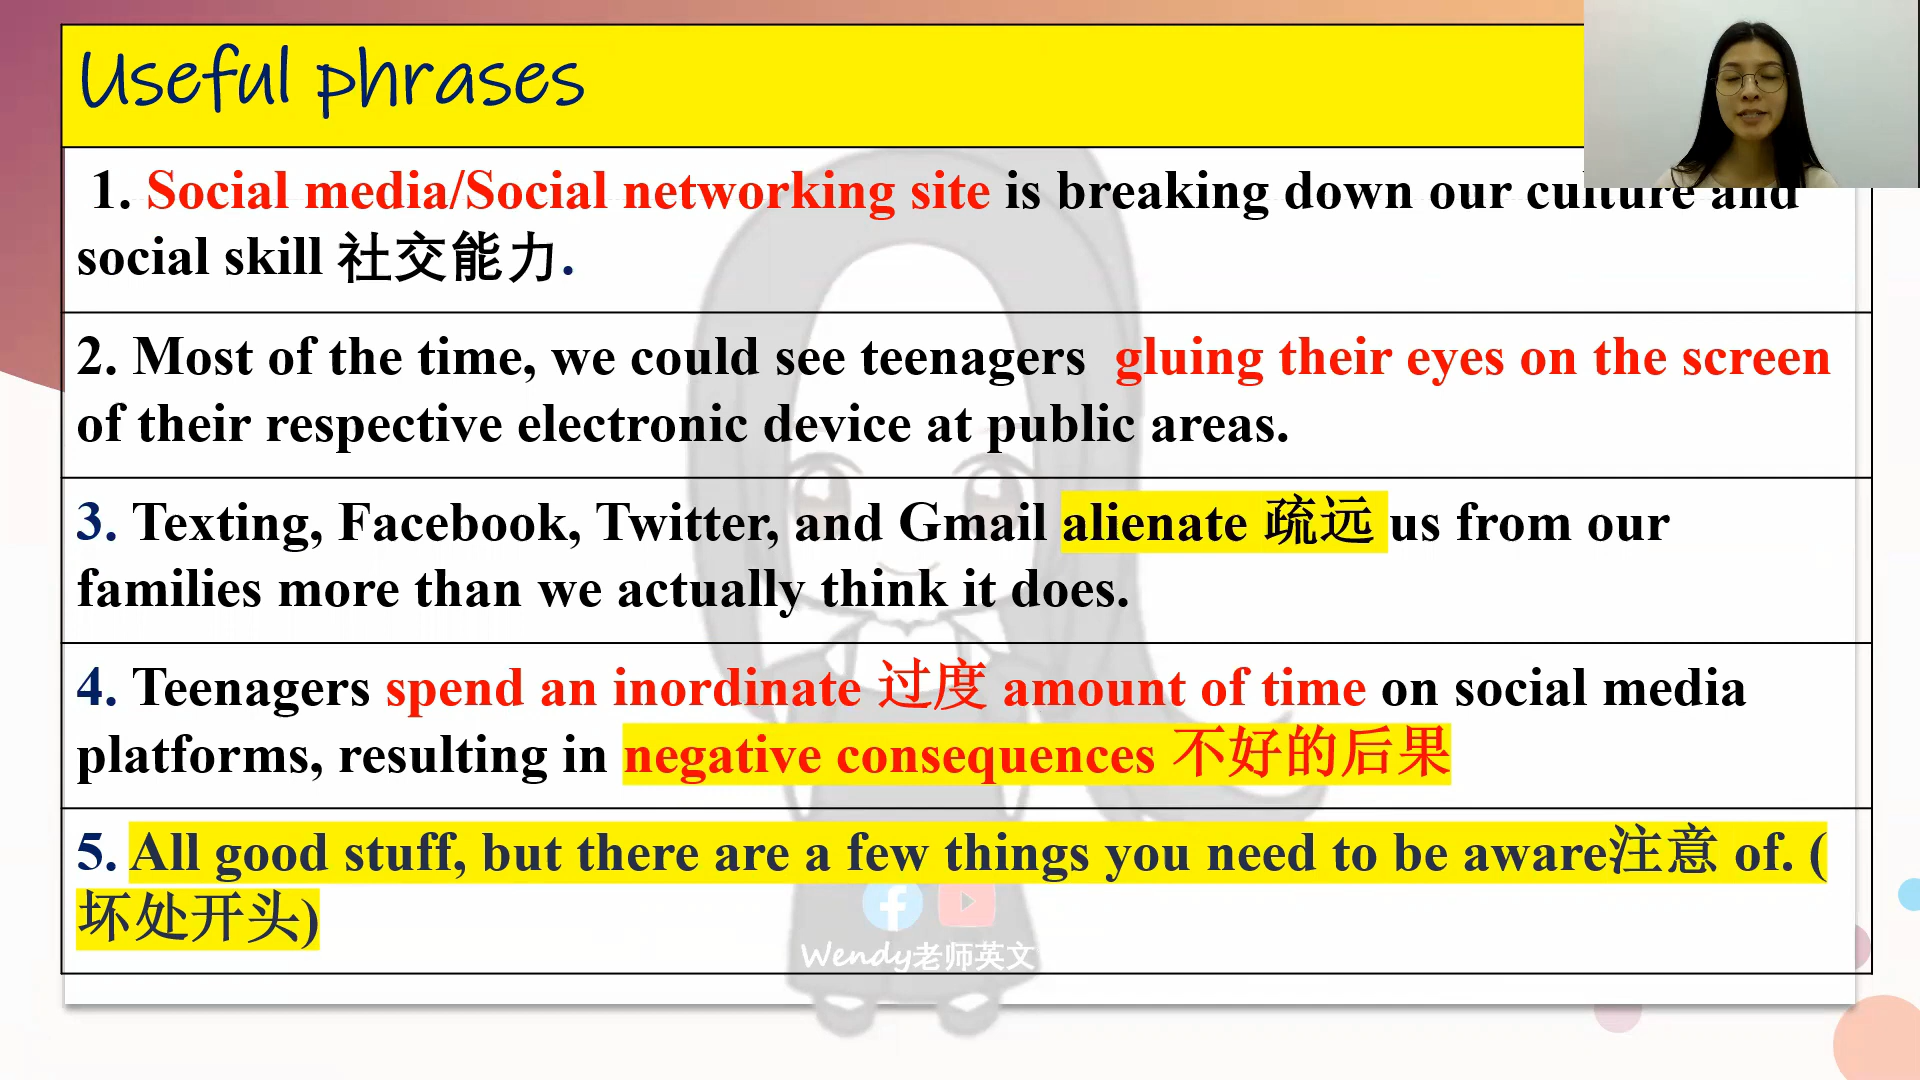 Useful phrases
1. Social media/Social networking site is breaking down our culture and
social skill 社交能力.
2. Most of the time, we could see teenagers gluing their eyes on the screen
of their respective electronic device at public areas.
3. Texting, Facebook, Twitter, and Gmail alienate 疏远 us from our
families more than we actually think it does.
4. Teenagers spend an inordinate 过度 amount of time on social media
platforms, resulting in negative consequences 不好的后果
5. All good stuff, but there are a few things you need to be aware注意 of. (
坏处开头)
Wendy老师英文